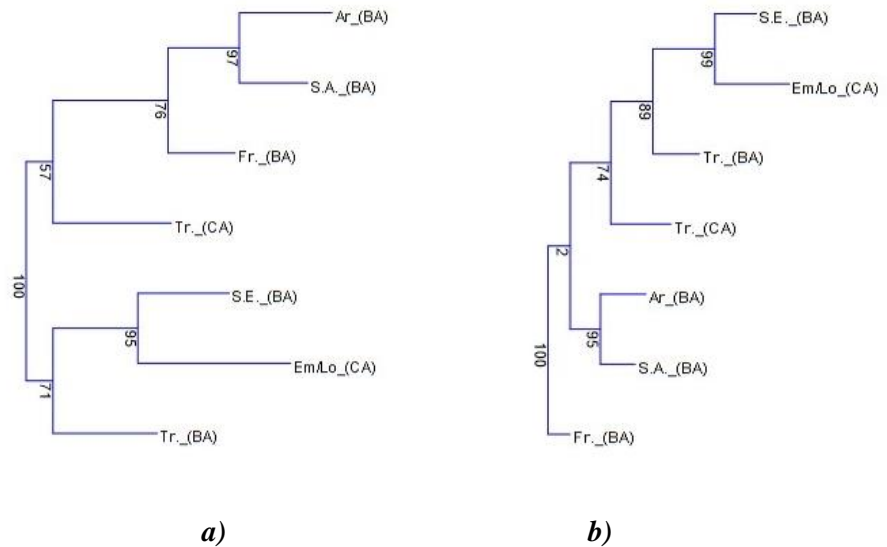 Ar_(BA)
97
S.A._(BA)
76
Fr._(BA)
57
Tr._(CA)
100
S.E._(BA)
95
Em/Lo_(CA)
71
Tr._(BA)
a)
S.E._(BA)
99
Em/Lo_(CA)
89
Tr._(BA)
74
Tr._(CA)
2
Ar_(BA)
95
S.A._(BA)
100
Fr._(BA)
b)